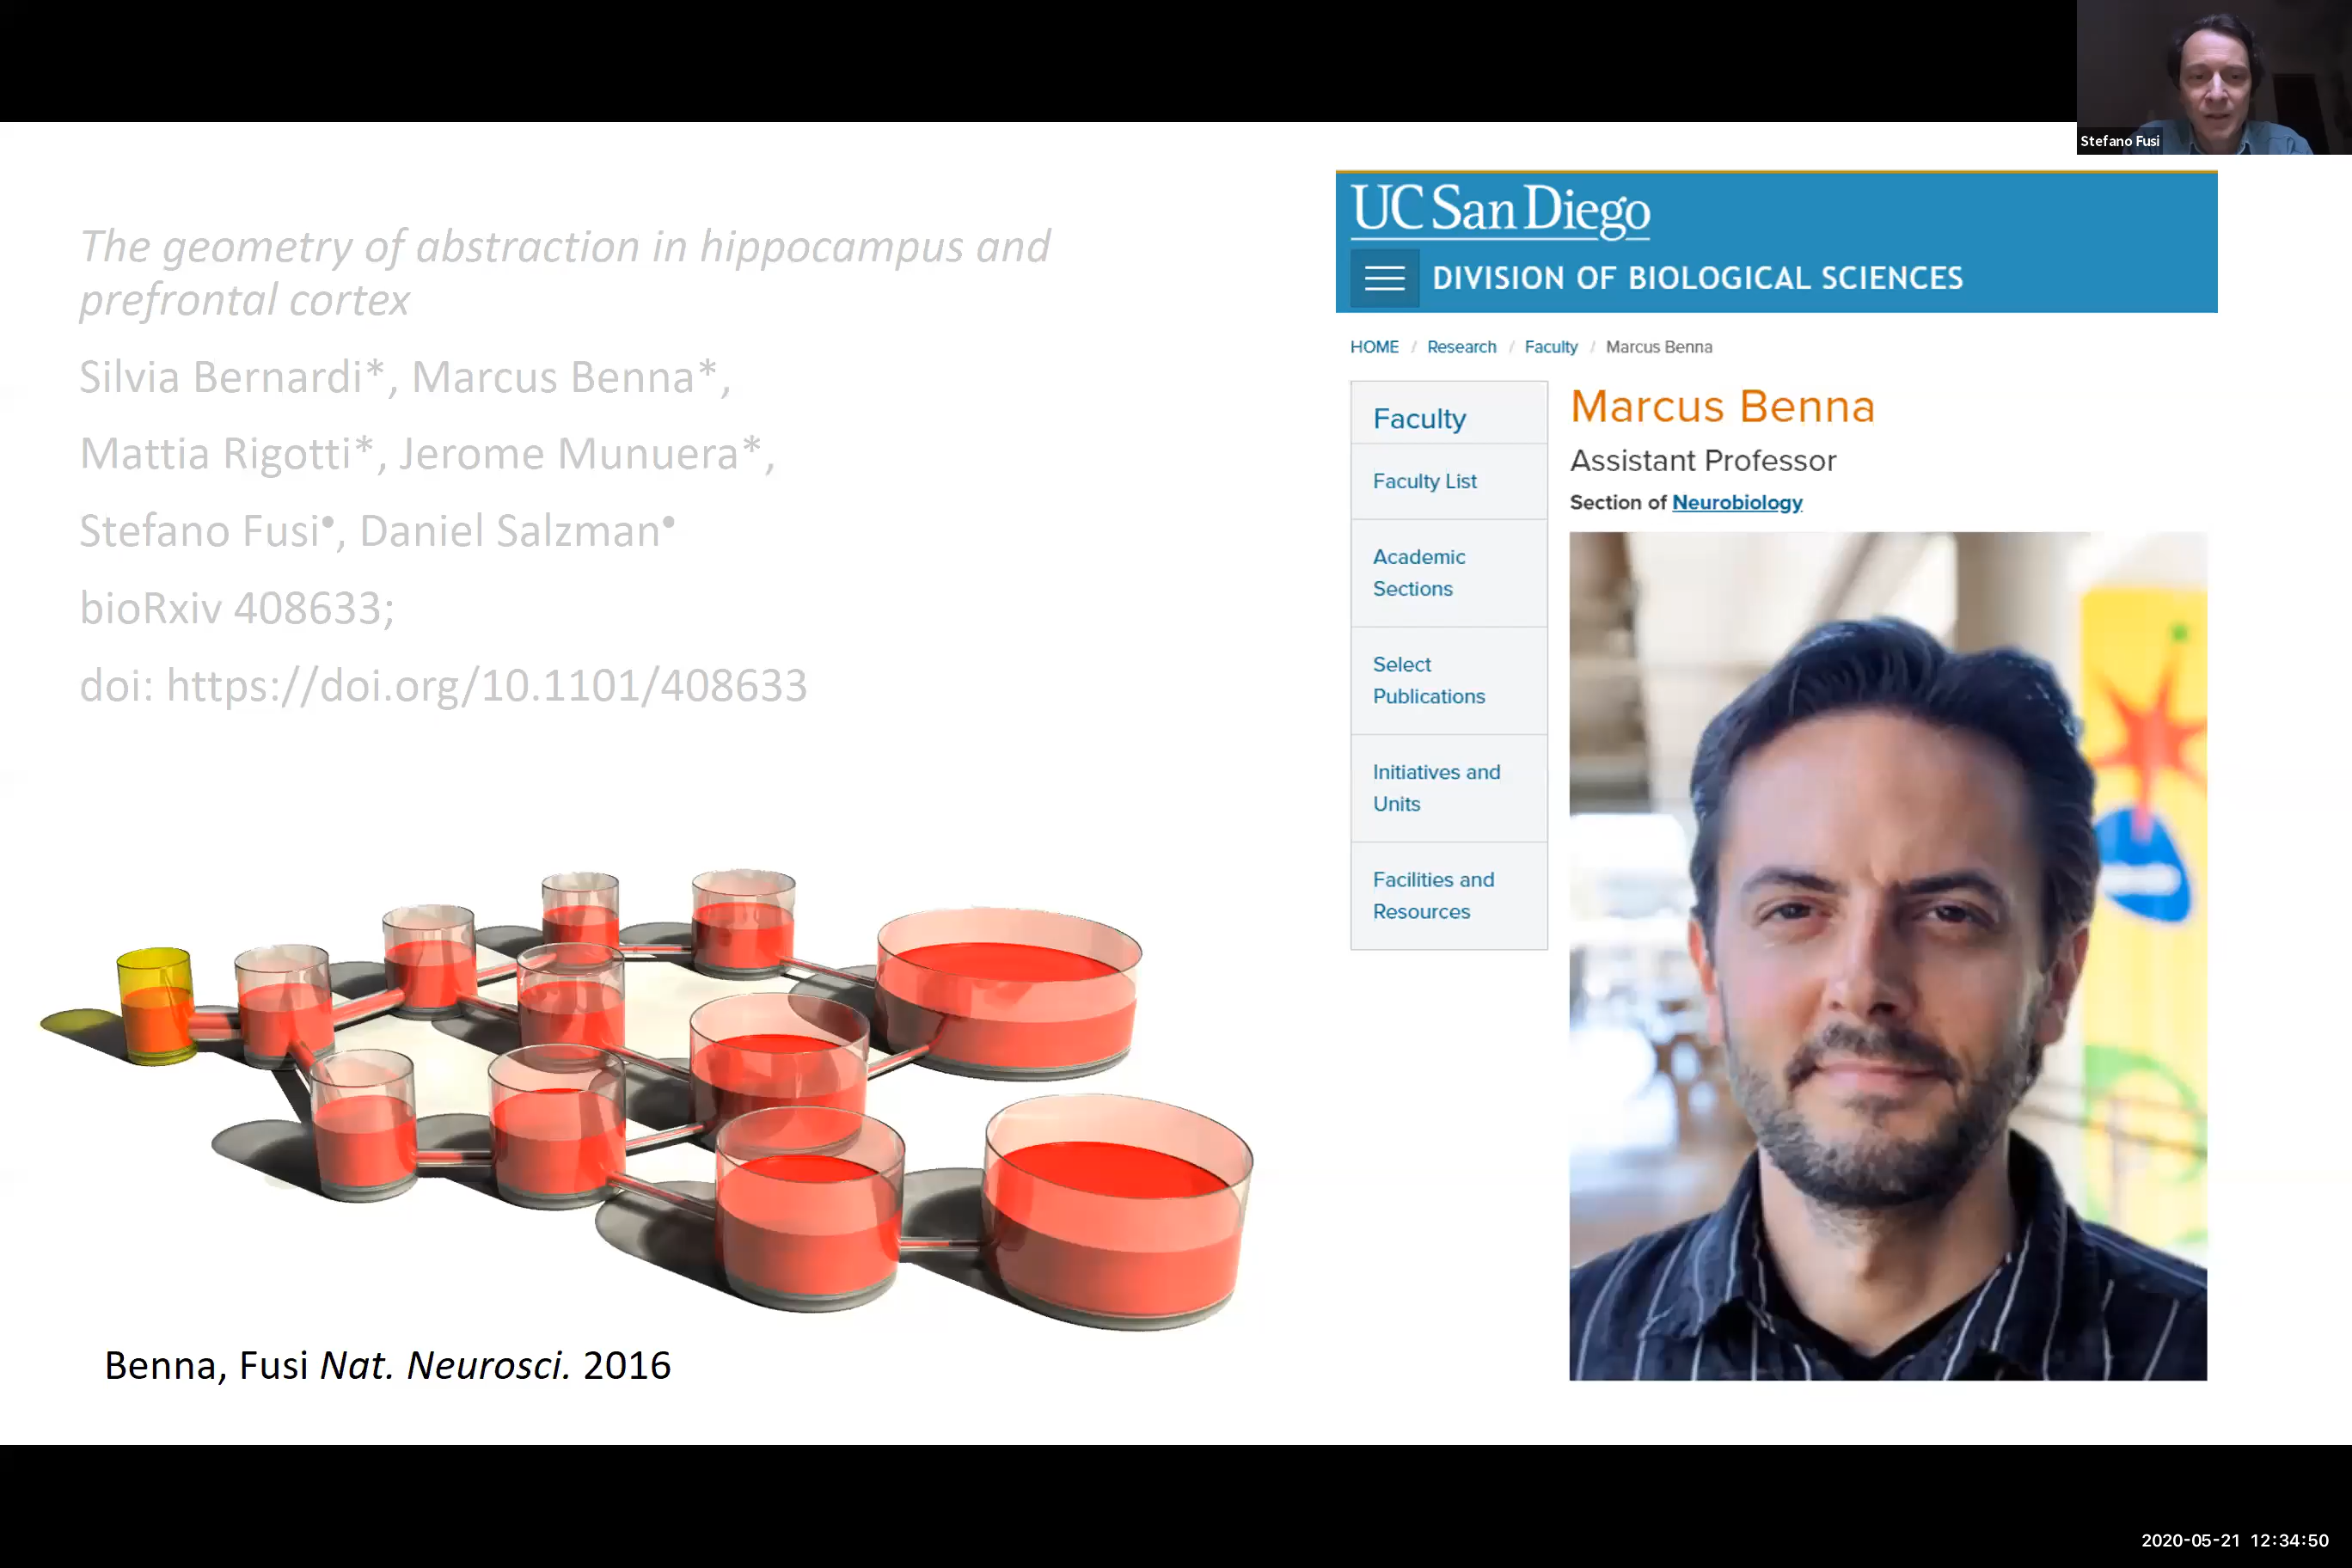 Stefano Fusi
The geometry of abstraction in hippocampus and
prefrontal cortex
Silvia Bernardi*, Marcus Benna*,
Mattia Rigotti*, Jerome Munuera*,
Stefano Fusi•, Daniel Salzman•
bioRxiv 408633;
doi: https://doi.org/10.1101/408633
Benna, Fusi Nat. Neurosci. 2016
UC San Diego
DIVISION OF BIOLOGICAL SCIENCES
HOME / Research / Faculty / Marcus Benna
Faculty
Faculty List
Academic
Sections
Select
Publications
Initiatives and
Units
Facilities and
Resources
Marcus Benna
Assistant Professor
Section of Neurobiology
2020-05-21 12:34:50